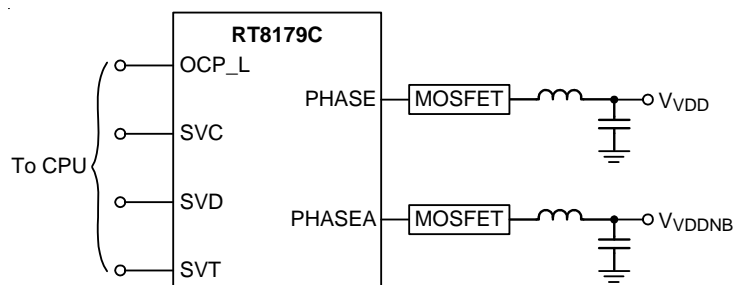 RT8179C
OCP_L
PHASE
MOSFET
VVDD
SVC
To CPU
SVD
PHASEA
MOSFET
VVDDNB
SVT